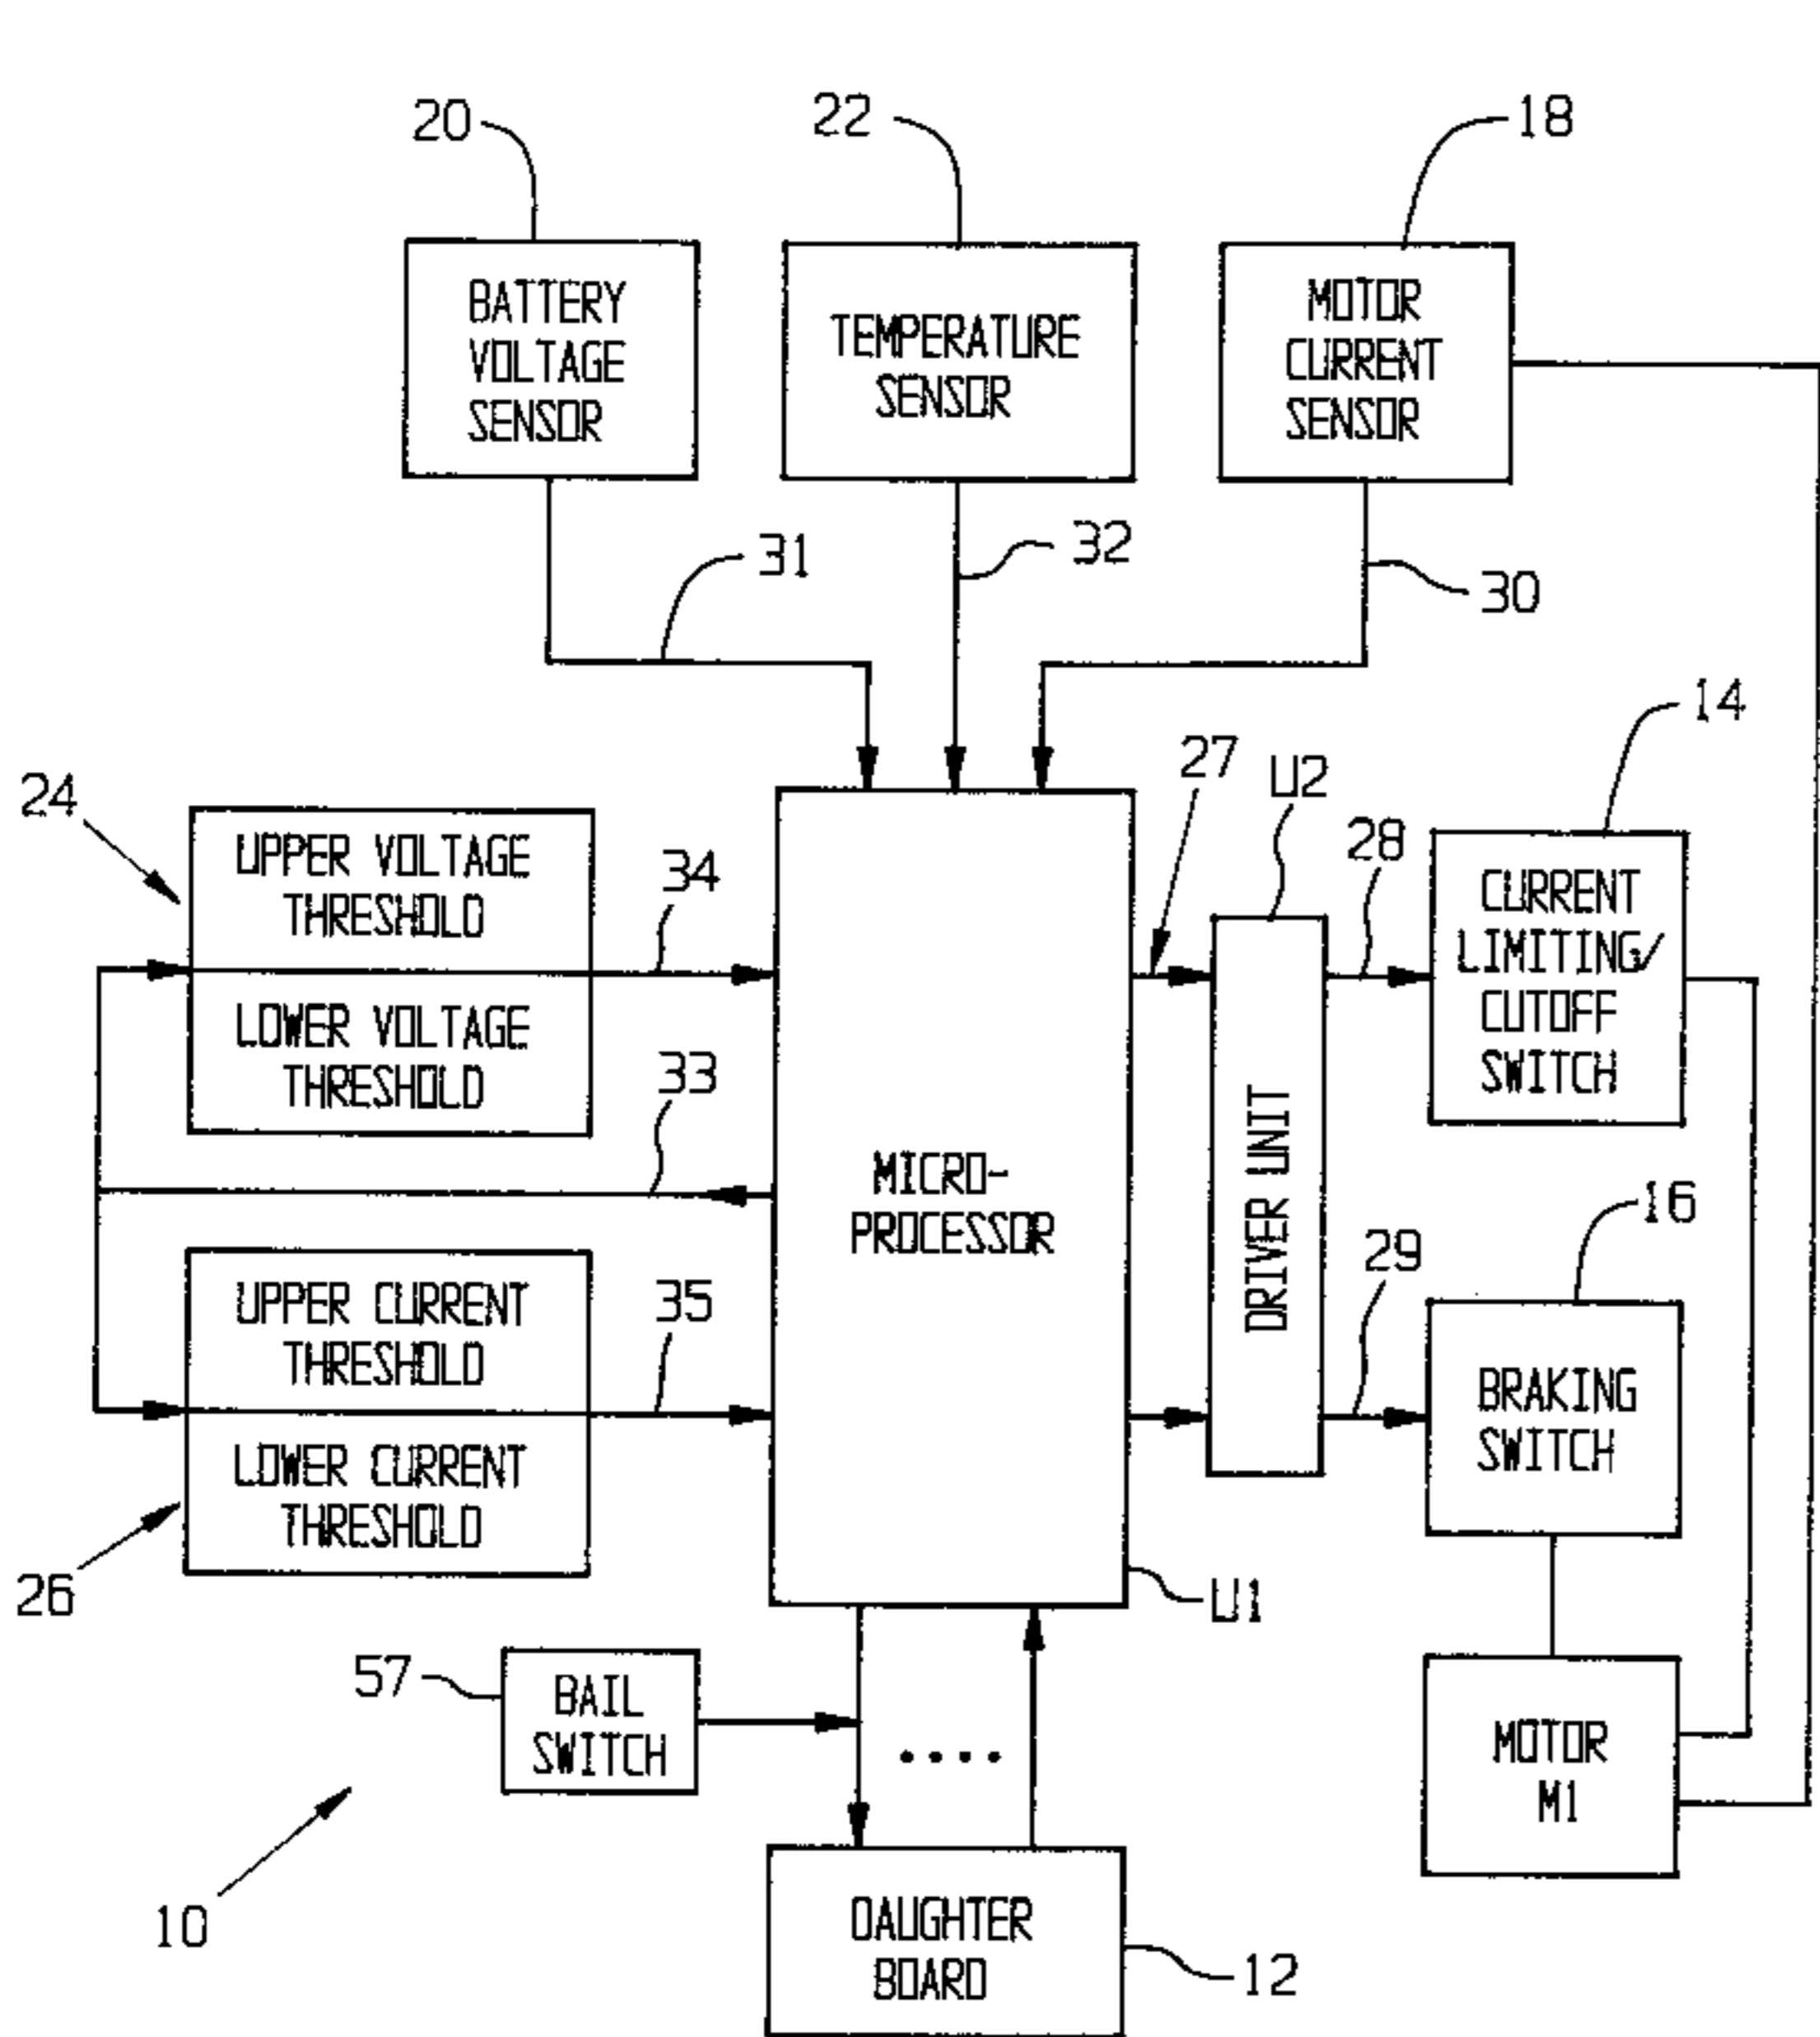 20
22
18
BATTERY
VOLTAGE
SENSOR
TEMPERATURE
SENSOR
MOTOR
CURRENT
SENSOR
31
32
30
14
24
27
U2
28
UPPER VOLTAGE
THRESHOLD
34
CURRENT
LIMITING/
CUTOFF
SWITCH
LOWER VOLTAGE
THRESHOLD
33
MICRO-
PROCESSOR
DRIVER UNIT
16
29
UPPER CURRENT
THRESHOLD
35
BRAKING
SWITCH
LOWER CURRENT
THRESHOLD
26
U1
57
BAIL
SWITCH
....
MOTOR
M1
10
DAUGHTER
BOARD
12